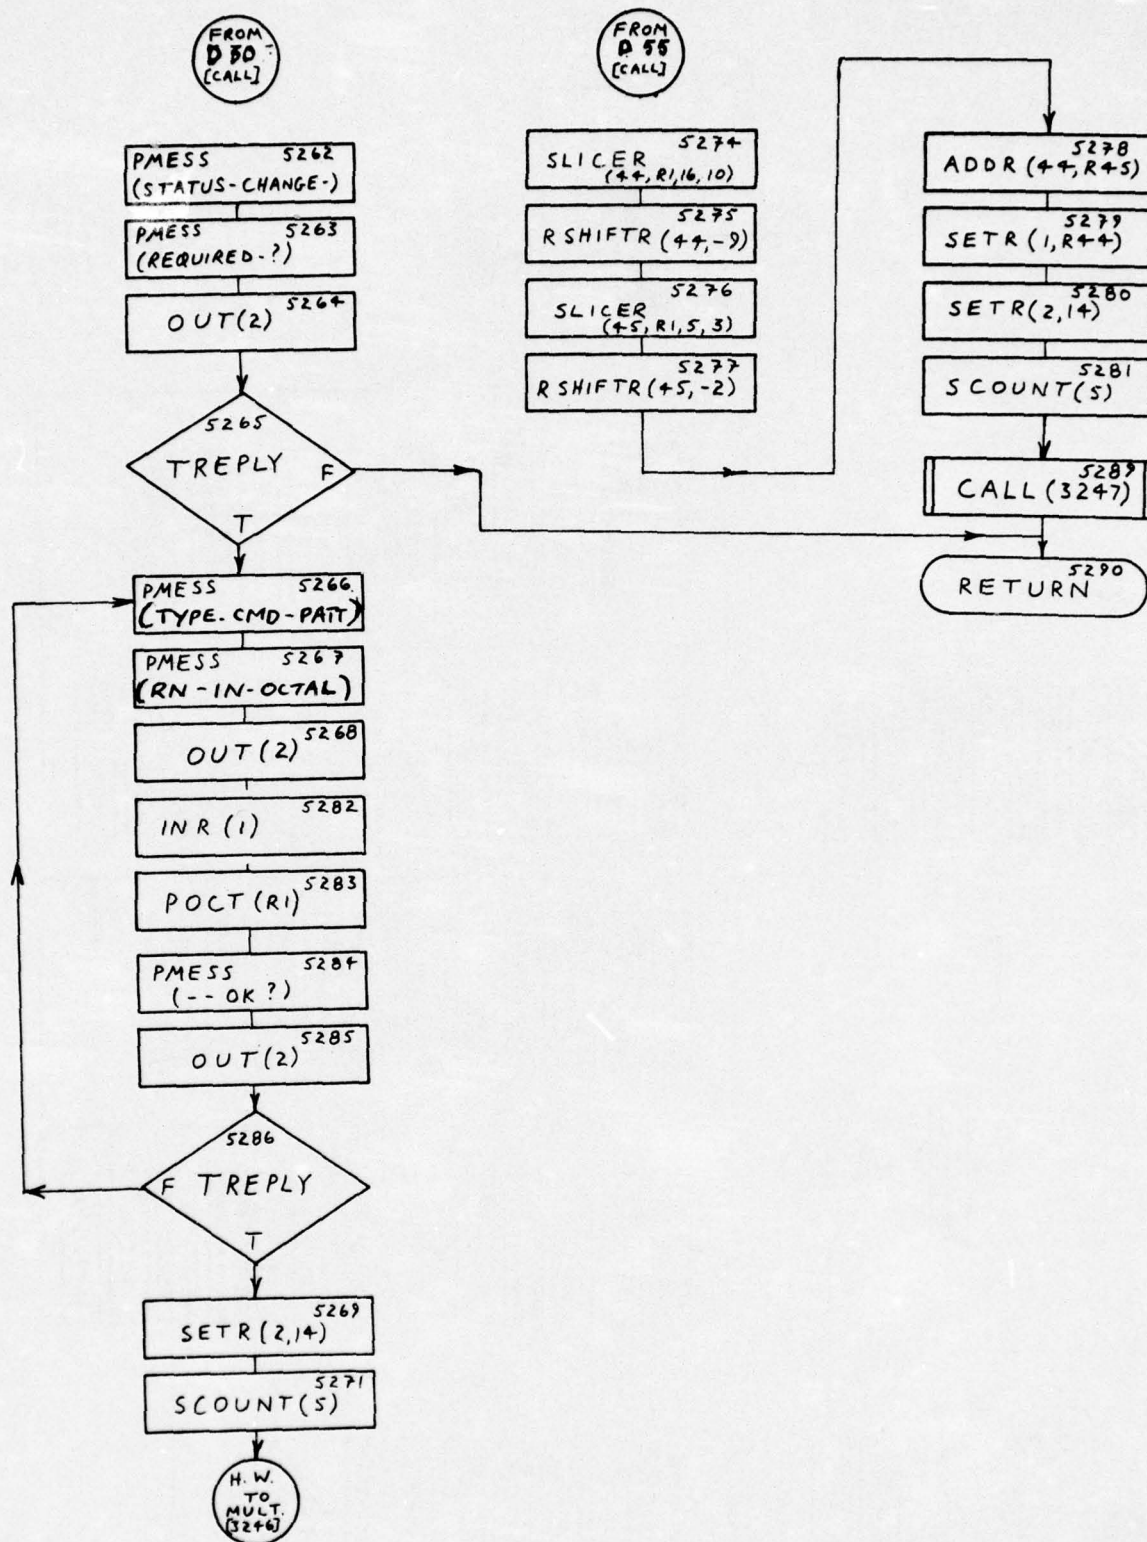 FROM
D 50
[CALL]
5262
PMESS
(STATUS-CHANGE-)
5263
PMESS
(REQUIRED-?)
5264
OUT(2)
5265
TREPLY
F
T
5266
PMESS
(TYPE-CMD-PATT)
5267
PMESS
(RN-IN-OCTAL)
5268
OUT(2)
5282
INR(1)
5283
POCT(R1)
5284
PMESS
(--OK?)
5285
OUT(2)
5286
F TREPLY
T
5269
SETR(2,14)
5271
SCOUNT(5)
H.W.
TO
MULT.
[3246]
FROM
D 55
[CALL]
5274
SLICER
(44,R1,16,10)
5275
RSHIFTR(44,-9)
5276
SLICER
(45,R1,5,3)
5277
RSHIFTR(45,-2)
5278
ADDR(44,R45)
5279
SETR(1,R44)
5280
SETR(2,14)
5281
SCOUNT(5)
5289
CALL(3247)
5290
RETURN